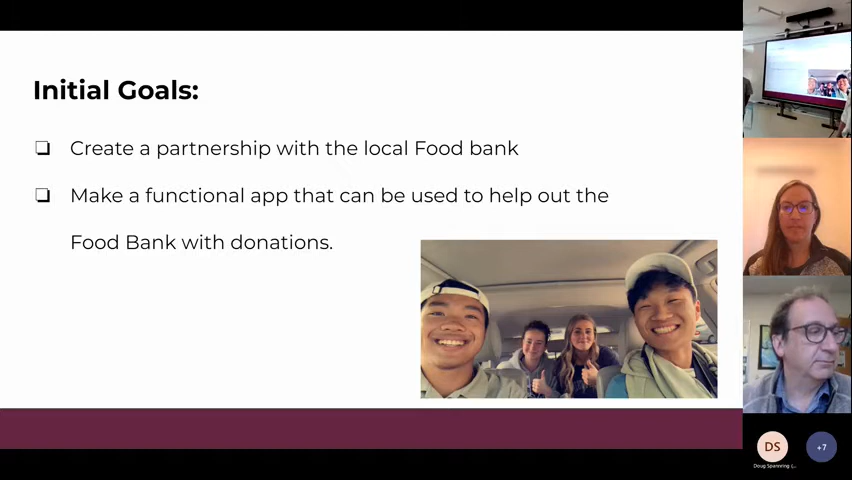 Initial Goals:
❏ Create a partnership with the local Food bank
❏ Make a functional app that can be used to help out the
Food Bank with donations.
DS
+7